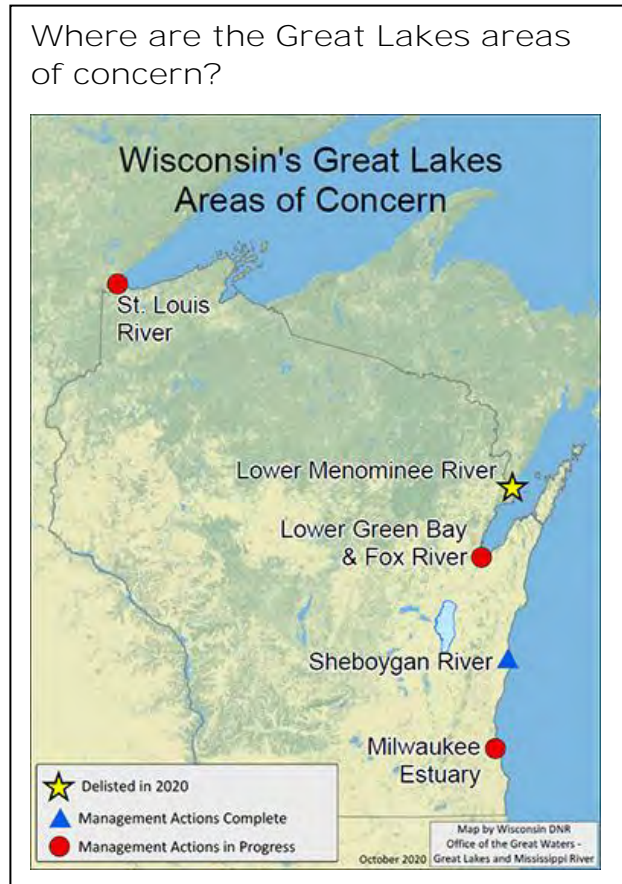 Where are the Great Lakes areas
of concern?
Wisconsin's Great Lakes
Areas of Concern
St. Louis
River
Lower Menominee River
Lower Green Bay
& Fox River
Sheboygan River
Milwaukee
Estuary
Delisted in 2020
Management Actions Complete
Management Actions in Progress
October 2020
Map by Wisconsin DNR
Office of the Great Waters -
Great Lakes and Mississippi River